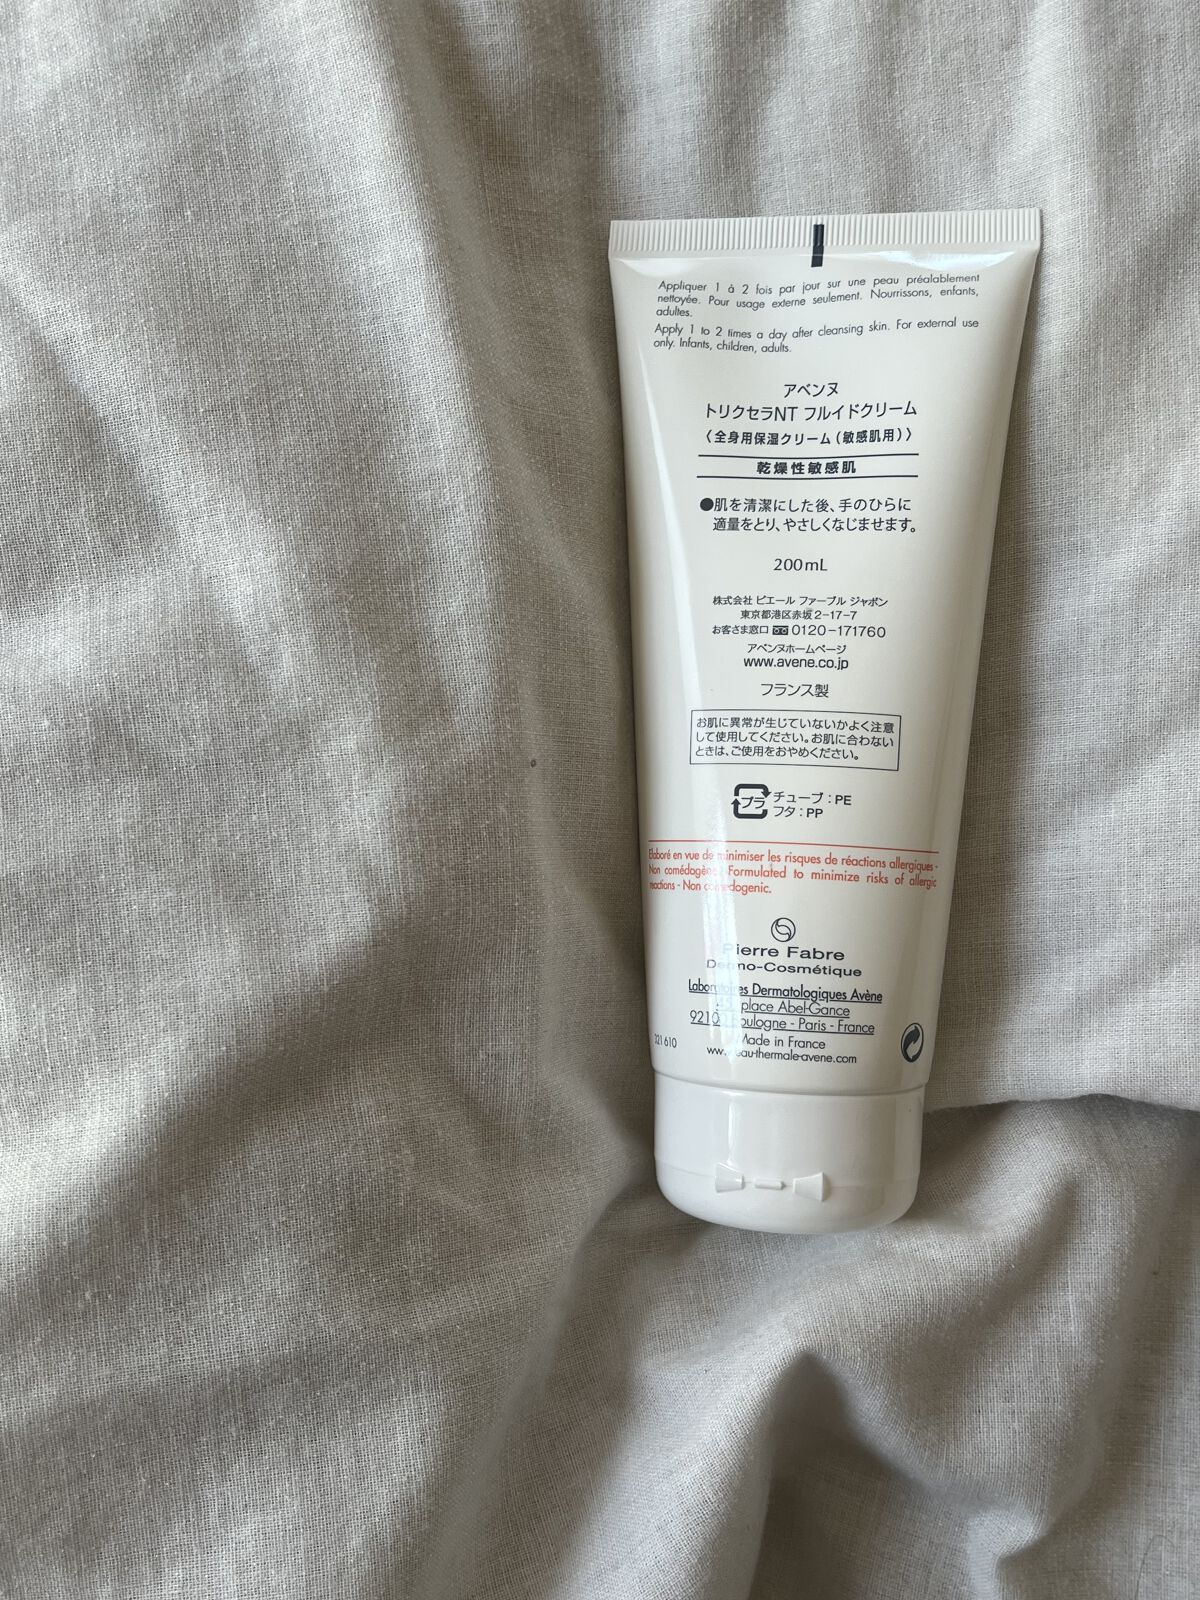 Appliquer 1 à 2 fois par jour sur une peau préalablement
nettoyée. Pour usage externe seulement. Nourrissons, enfants,
adultes.
Apply 1 to 2 times a day after cleansing skin. For external use
only. Infants, children, adults.
アベンヌ
トリクセラNT フルイドクリーム
〈全身用保湿クリーム(敏感肌用)〉
乾燥性敏感肌
●肌を清潔にした後、手のひらに
適量をとり、やさしくなじませます。
200mL
株式会社 ピエール ファーブル ジャポン
東京都港区赤坂2-17-7
お客さま窓口 0120-171760
アベンヌホームページ
www.avene.co.jp
フランス製
お肌に異常が生じていないかよく注意
して使用してください。お肌に合わない
ときは、ご使用をおやめください。
プラ チューブ:PE
フタ:PP
Elaboré en vue de minimiser les risques de réactions allergiques -
Non comédogène - Formulated to minimize risks of allergic
reactions - Non comedogenic.
Pierre Fabre
Dermo-Cosmétique
Laboratoires Dermatologiques Avène
place Abel-Gance
Boulogne - Paris - France
Made in France
www.eau-thermale-avene.com